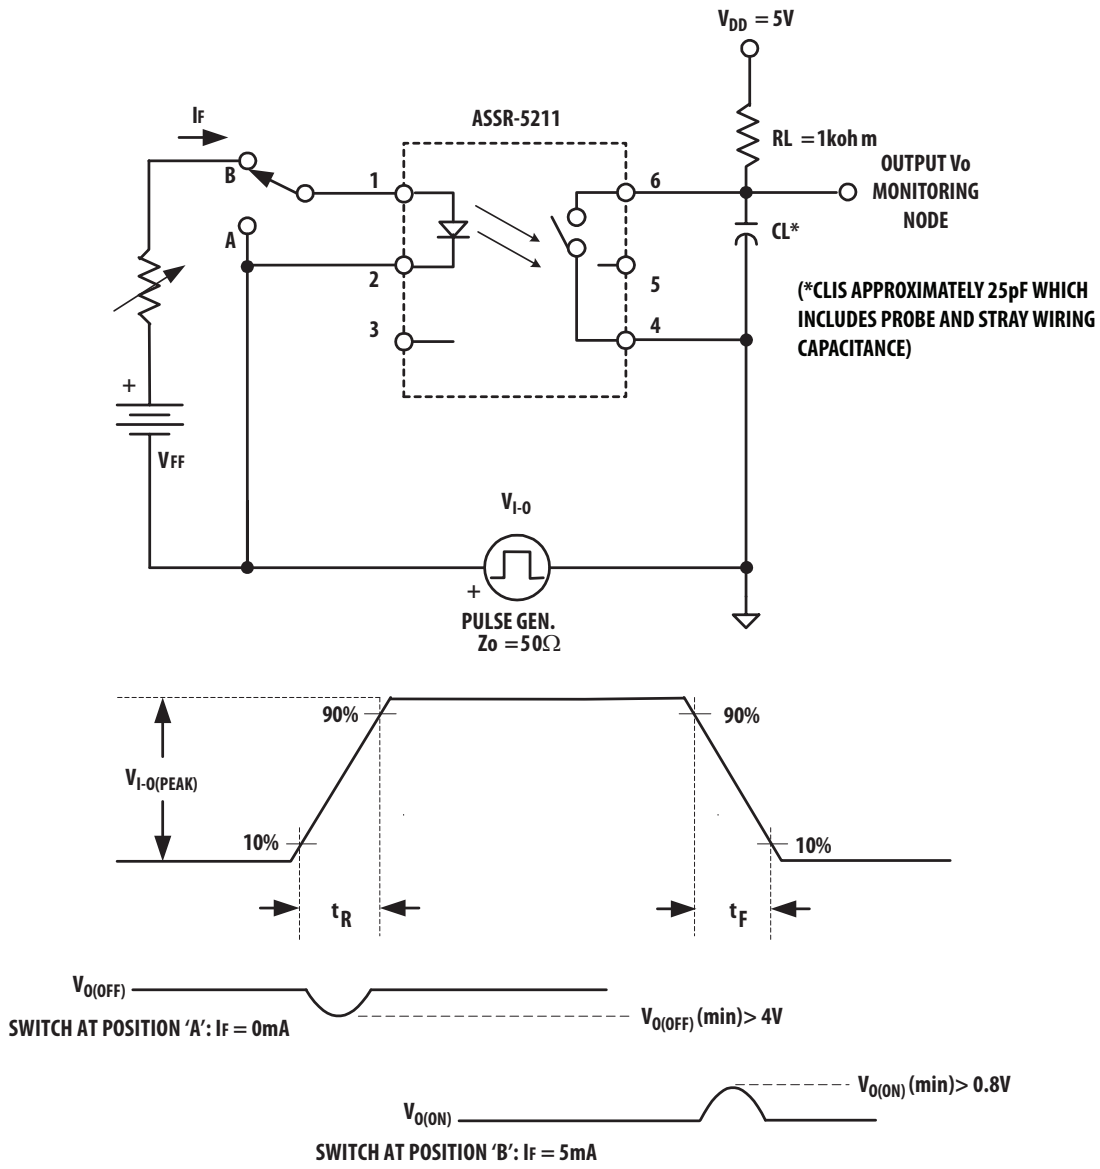 V_DD = 5V
ASSR-5211
I_F
RL = 1koh m
OUTPUT Vo
MONITORING
NODE
B
1
6
A
CL*
2
5
(*CLIS APPROXIMATELY 25pF WHICH
INCLUDES PROBE AND STRAY WIRING
CAPACITANCE)
3
4
+
V_FF
V_I-O
+
PULSE GEN.
Zo = 50Ω
90%
90%
V_I-O(PEAK)
10%
10%
t_R
t_F
V_O(OFF)
V_O(OFF) (min)> 4V
SWITCH AT POSITION ‘A’: I_F = 0mA
V_O(ON) (min)> 0.8V
V_O(ON)
SWITCH AT POSITION ‘B’: I_F = 5mA